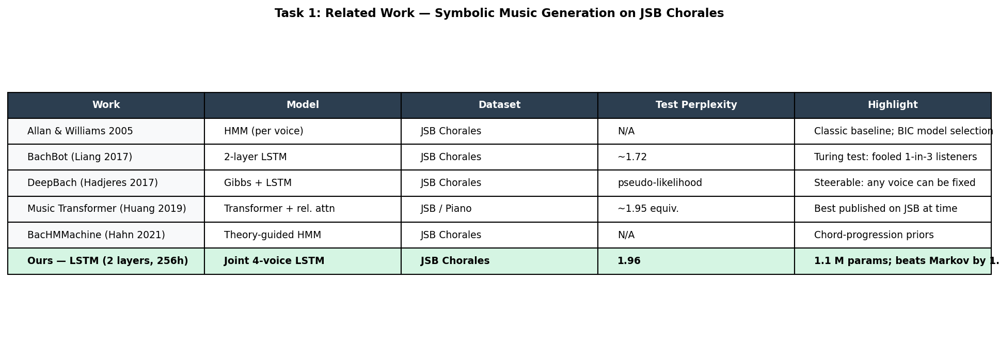 Task 1: Related Work — Symbolic Music Generation on JSB Chorales
Work Model Dataset Test Perplexity Highlight
Allan & Williams 2005 HMM (per voice) JSB Chorales N/A Classic baseline; BIC model selection
BachBot (Liang 2017) 2-layer LSTM JSB Chorales ~1.72 Turing test: fooled 1-in-3 listeners
DeepBach (Hadjeres 2017) Gibbs + LSTM JSB Chorales pseudo-likelihood Steerable: any voice can be fixed
Music Transformer (Huang 2019) Transformer + rel. attn JSB / Piano ~1.95 equiv. Best published on JSB at time
BacHMMachine (Hahn 2021) Theory-guided HMM JSB Chorales N/A Chord-progression priors
Ours — LSTM (2 layers, 256h) Joint 4-voice LSTM JSB Chorales 1.96 1.1 M params; beats Markov by 1.